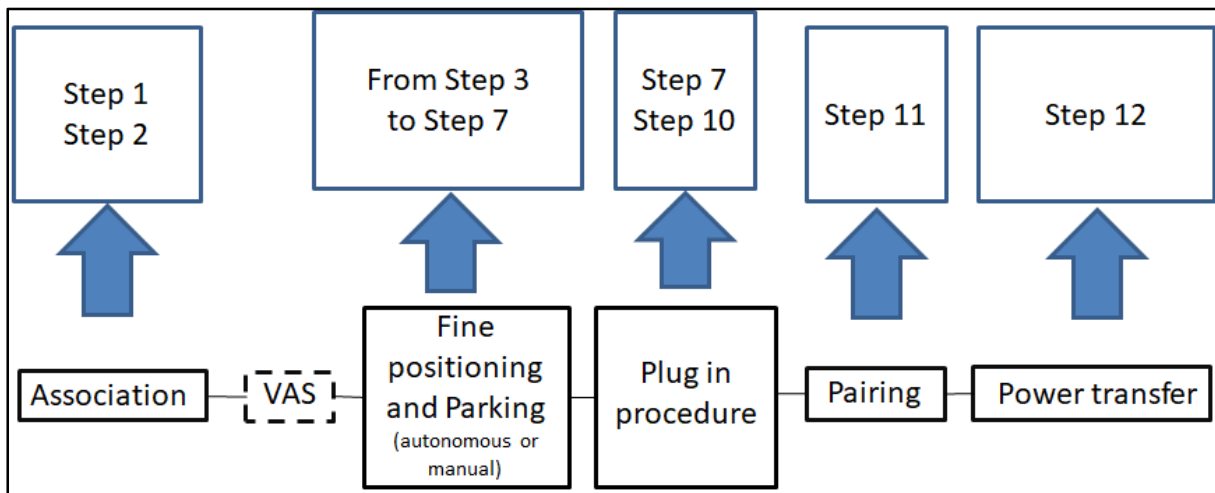 Step 1
Step 2
From Step 3
to Step 7
Step 7
Step 10
Step 11
Step 12
Association
VAS
Fine
positioning
and Parking
(autonomous or
manual)
Plug in
procedure
Pairing
Power transfer